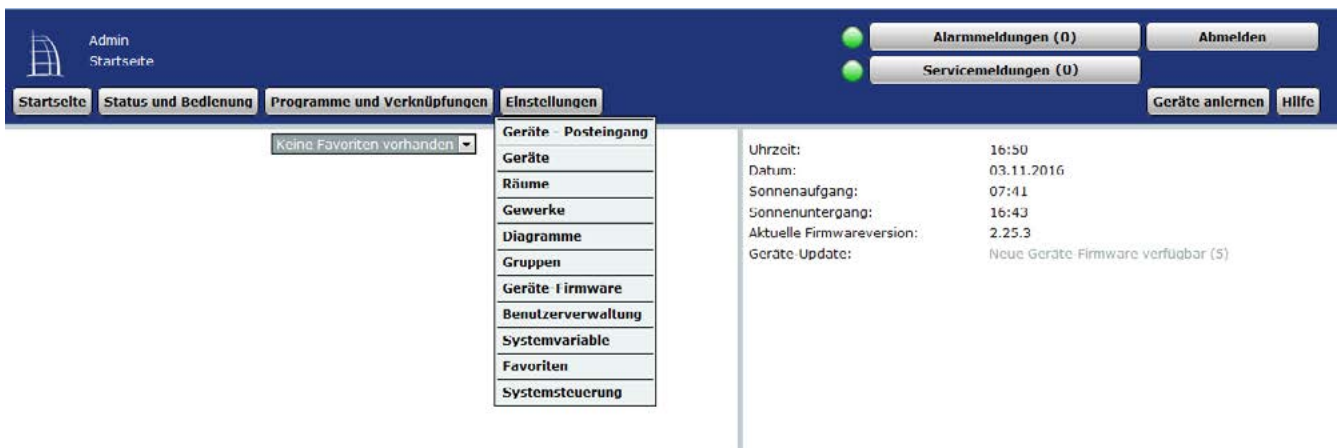 Admin
Startseite
Alarmmeldungen (0)
Abmelden
Servicemeldungen (0)
Startseite
Status und Bedienung
Programme und Verknüpfungen
Einstellungen
Geräte anlernen
Hilfe
Keine Favoriten vorhanden
Geräte - Posteingang
Geräte
Räume
Gewerke
Diagramme
Gruppen
Geräte-Firmware
Benutzerverwaltung
Systemvariable
Favoriten
Systemsteuerung
Uhrzeit: 16:50
Datum: 03.11.2016
Sonnenaufgang: 07:41
Sonnenuntergang: 16:43
Aktuelle Firmwareversion: 2.25.3
Geräte-Update: Neue Geräte-Firmware verfügbar (5)